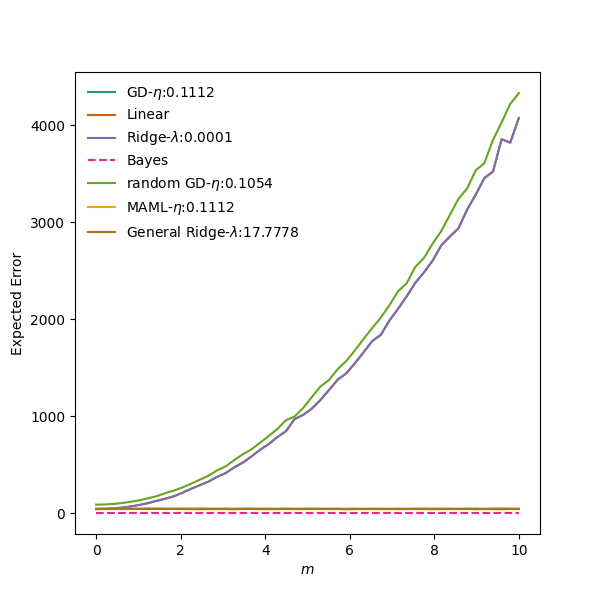 GD-η:0.1112
Linear
Ridge-λ:0.0001
Bayes
random GD-η:0.1054
MAML-η:0.1112
General Ridge-λ:17.7778
Expected Error
4000
3000
2000
1000
0
0 2 4 6 8 10
m